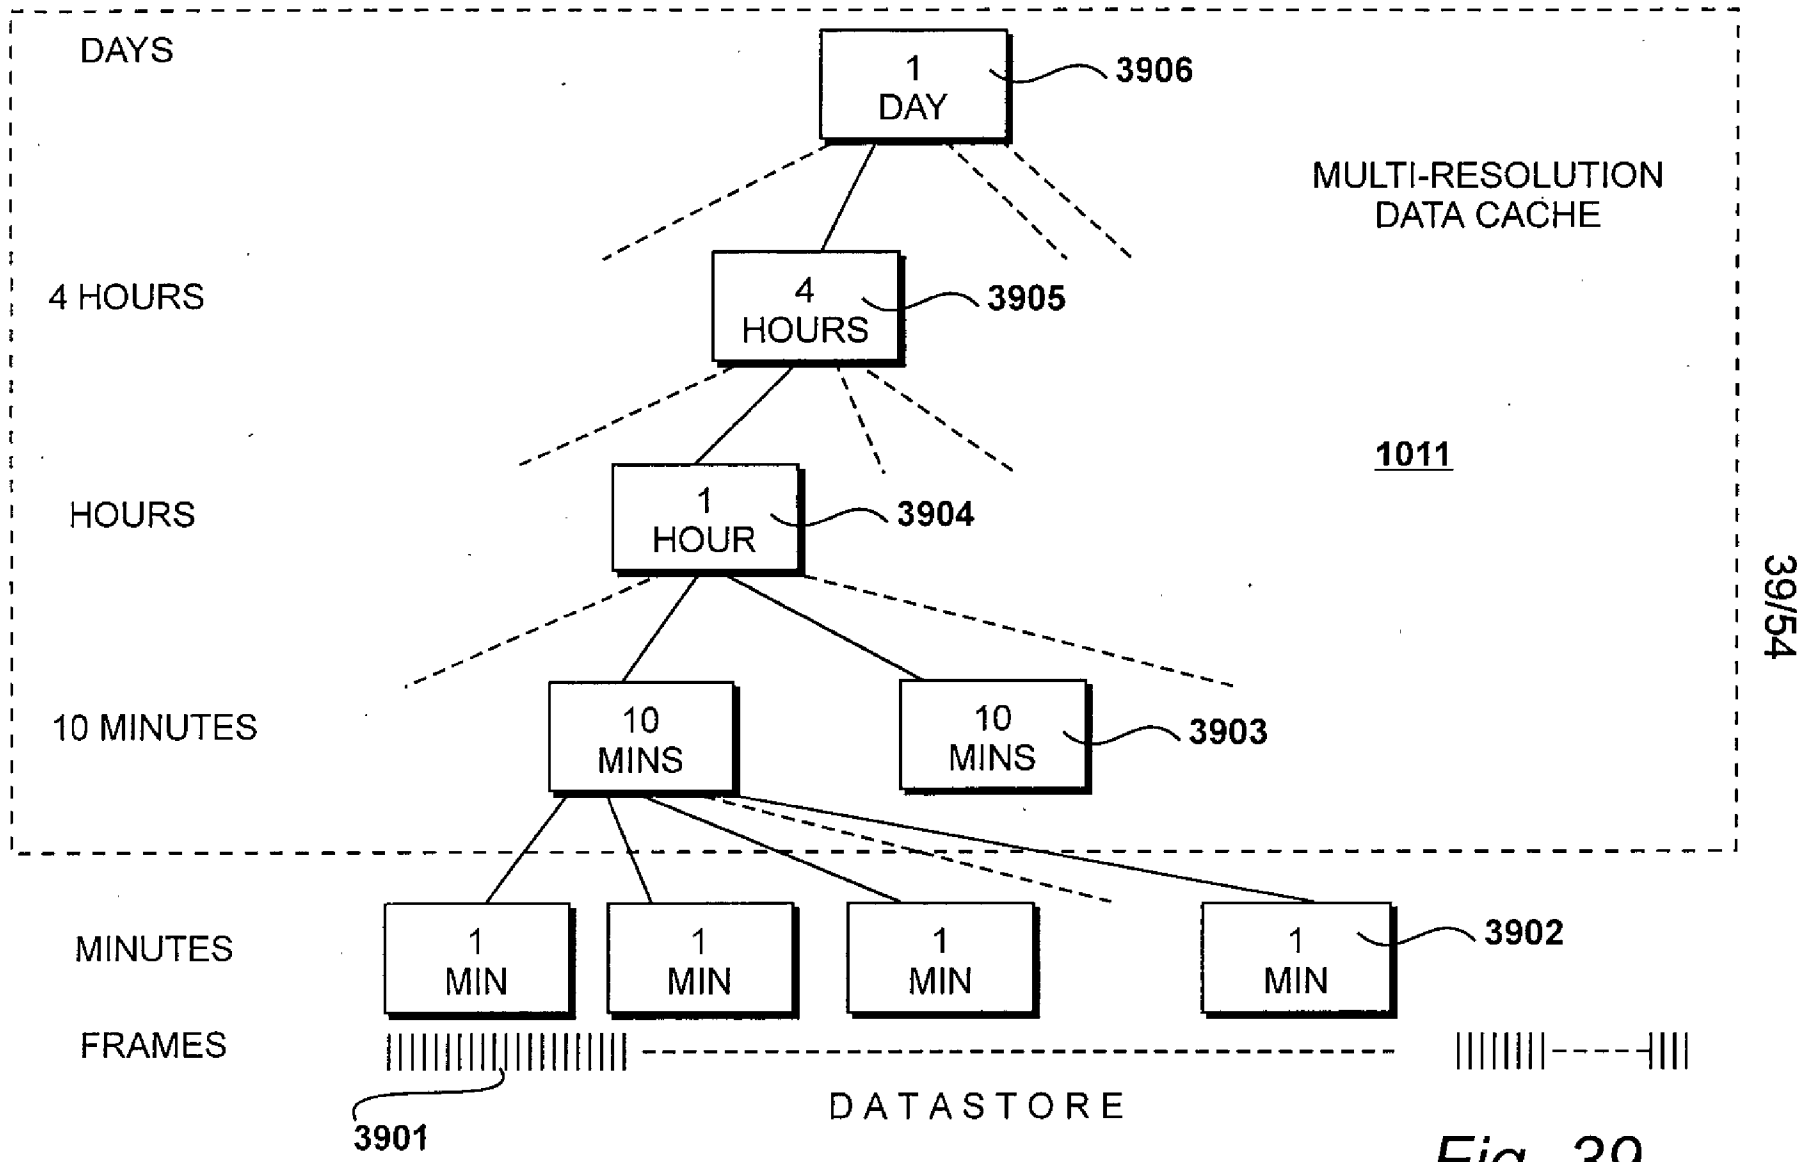 DAYS
1
DAY
3906
MULTI-RESOLUTION
DATA CACHE
4 HOURS
4
HOURS
3905
1011
HOURS
1
HOUR
3904
39/54
10 MINUTES
10
MINS
10
MINS
3903
MINUTES
1
MIN
1
MIN
1
MIN
1
MIN
3902
FRAMES
3901
DATASTORE
Fig. 39